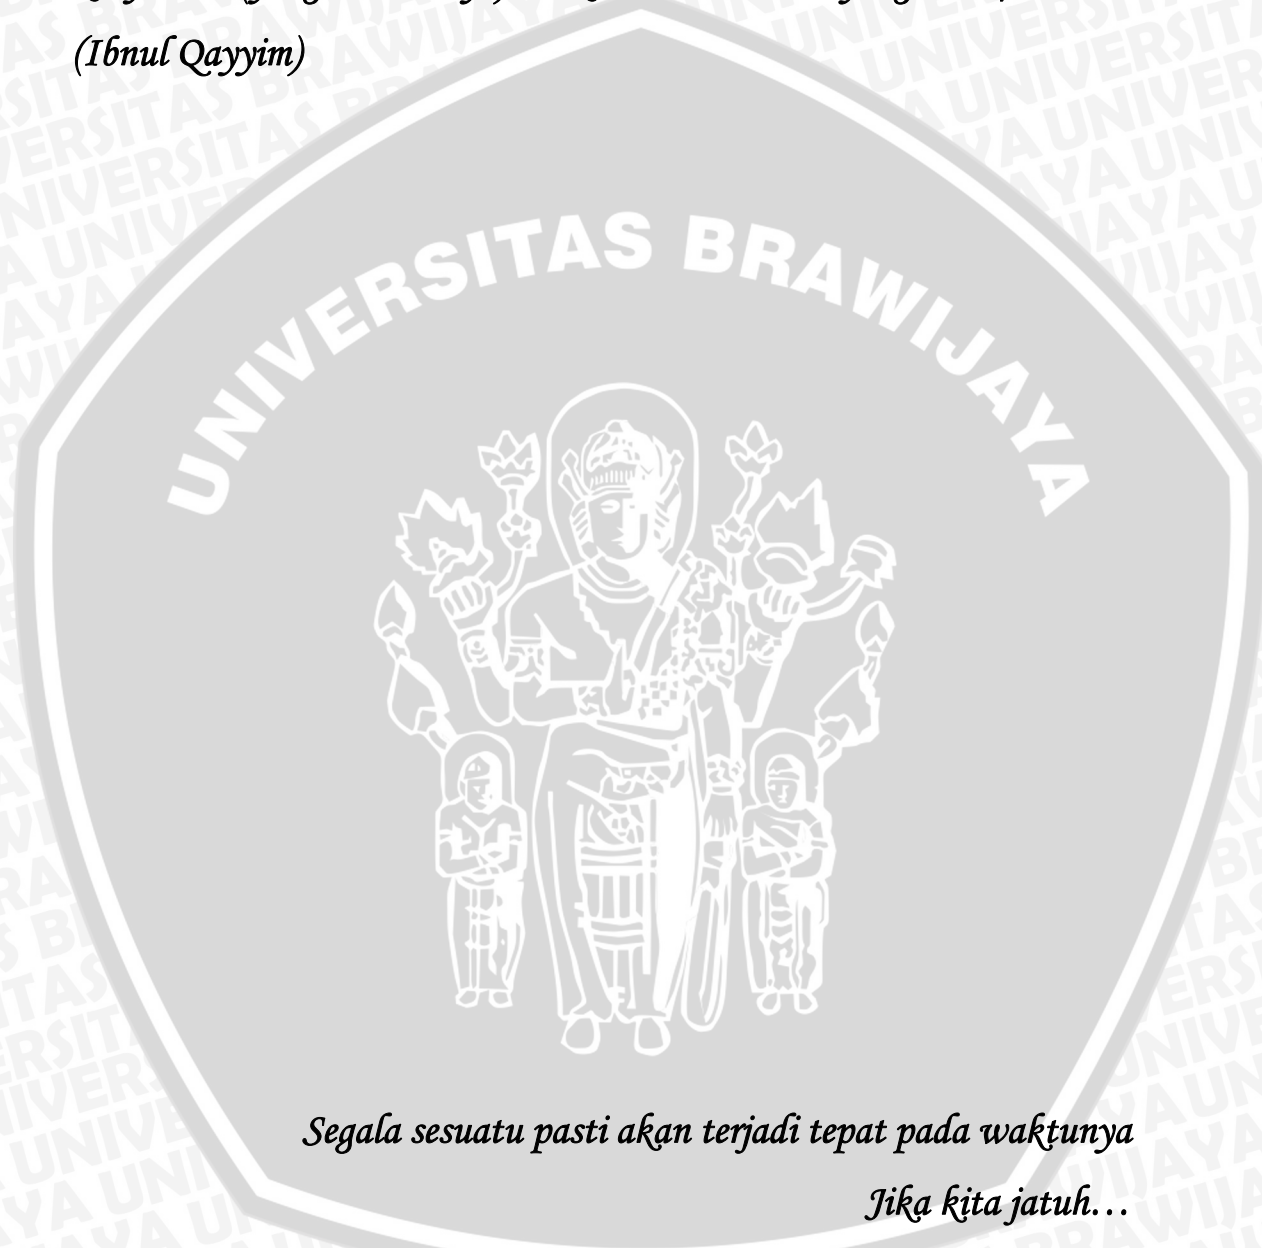 (Ibnul Qayyim)
UNIVERSITAS BRAWIJAYA
Segala sesuatu pasti akan terjadi tepat pada waktunya
Jika kita jatuh...